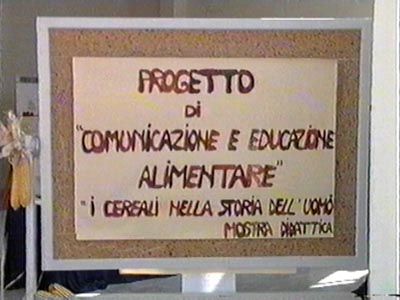 PROGETTO
DI
"COMUNICAZIONE E EDUCAZIONE
ALIMENTARE"
"I CEREALI NELLA STORIA DELL'UOMO
MOSTRA DIDATTICA